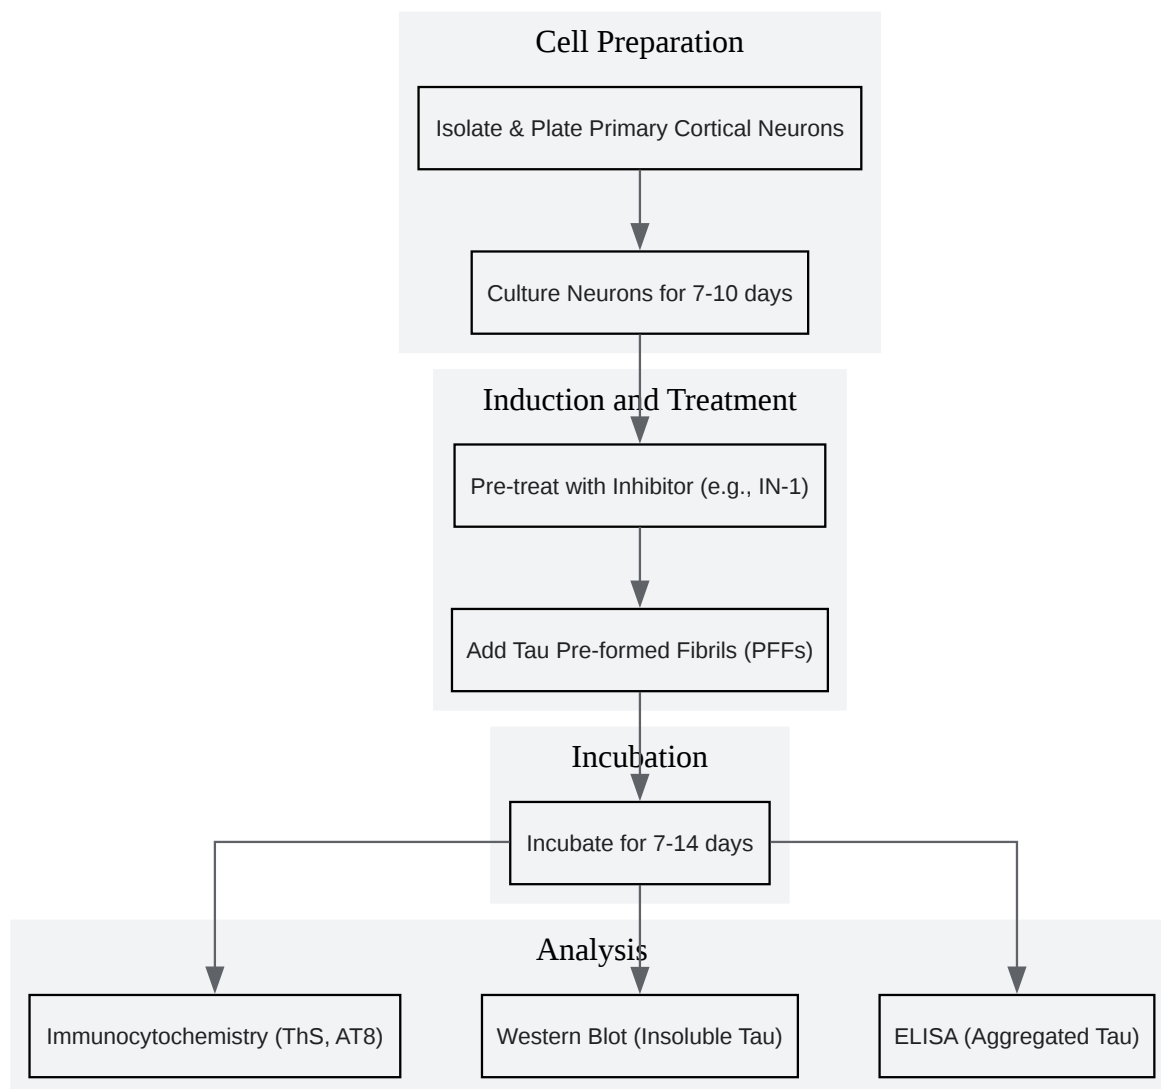 Cell Preparation
Isolate & Plate Primary Cortical Neurons
Culture Neurons for 7-10 days
Induction and Treatment
Pre-treat with Inhibitor (e.g., IN-1)
Add Tau Pre-formed Fibrils (PFFs)
Incubation
Incubate for 7-14 days
Analysis
Immunocytochemistry (ThS, AT8)
Western Blot (Insoluble Tau)
ELISA (Aggregated Tau)